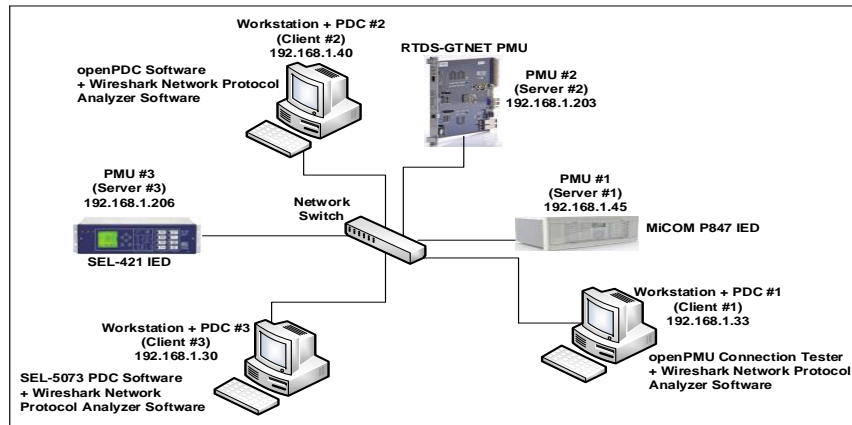 Workstation + PDC #2
(Client #2)
192.168.1.40
openPDC Software
+ Wireshark Network Protocol
Analyzer Software
RTDS-GTNET PMU
PMU #2
(Server #2)
192.168.1.203
PMU #3
(Server #3)
192.168.1.206
SEL-421 IED
Network
Switch
PMU #1
(Server #1)
192.168.1.45
MiCOM P847 IED
Workstation + PDC #3
(Client #3)
192.168.1.30
SEL-5073 PDC Software
+ Wireshark Network
Protocol Analyzer Software
Workstation + PDC #1
(Client #1)
192.168.1.33
openPMU Connection Tester
+ Wireshark Network Protocol
Analyzer Software